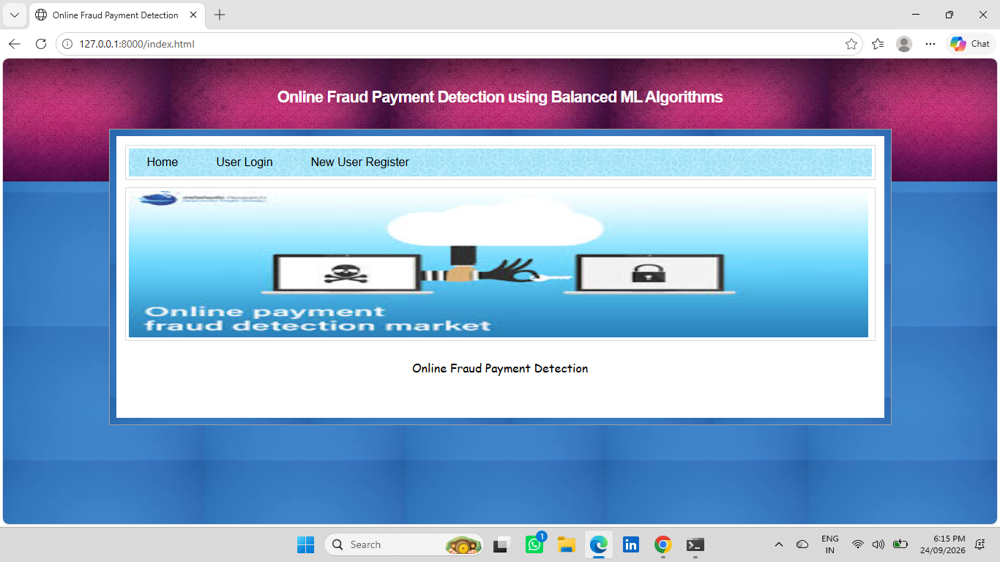 Online Fraud Payment Detection
127.0.0.1:8000/index.html
Chat
Online Fraud Payment Detection using Balanced ML Algorithms
Home User Login New User Register
Online payment
fraud detection market
Online Fraud Payment Detection
Search
1
ENG
IN
6:15 PM
24/09/2026